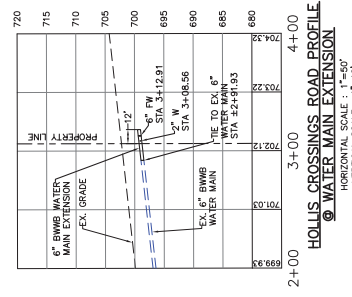 720
715
710
705
700
695
690
685
680
6" BWWB WATER
MAIN EXTENSION
EX. GRADE
PROPERTY LINE
12"
6" FW
STA 3+12.91
2" W
STA 3+08.56
TIE TO EX. 6"
WATER MAIN
STA ±2+91.93
EX. 6" BWWB
WATER MAIN
699.93
701.03
702.12
703.22
704.32
2+00
3+00
4+00
HOLLIS CROSSINGS ROAD PROFILE
@ WATER MAIN EXTENSION
HORIZONTAL SCALE : 1"=50'